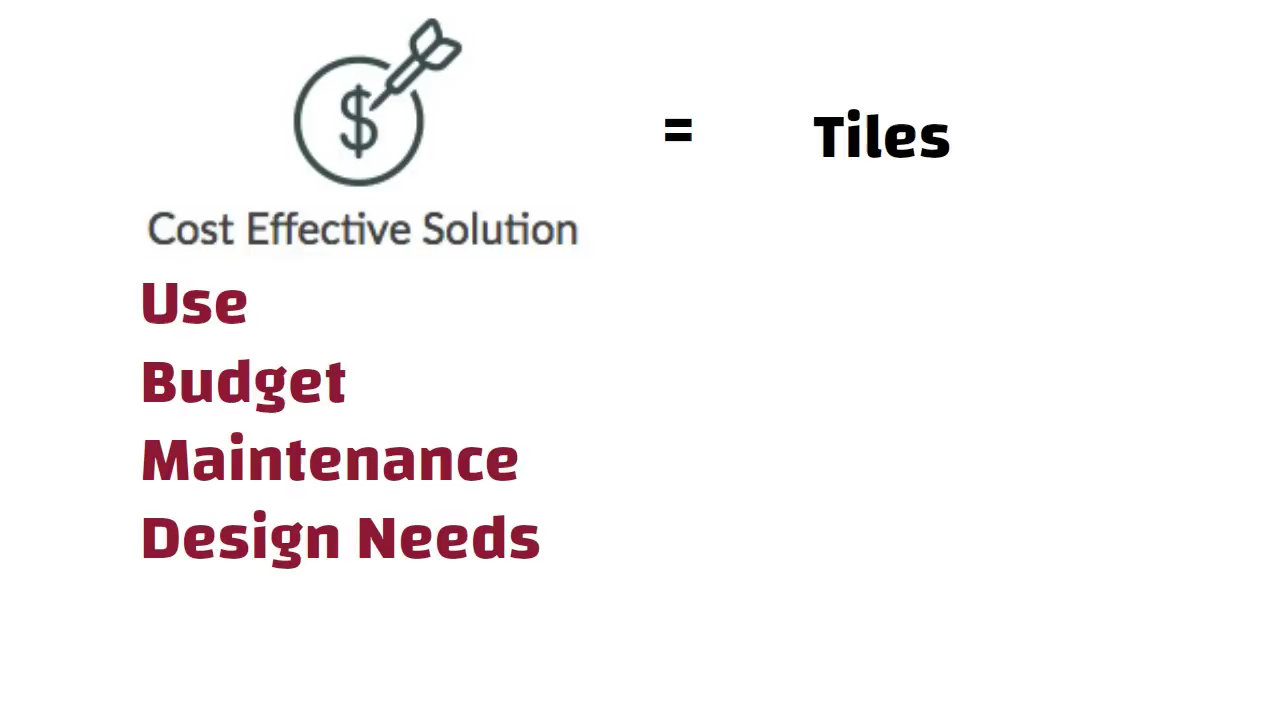 $
Cost Effective Solution
= Tiles
Use
Budget
Maintenance
Design Needs